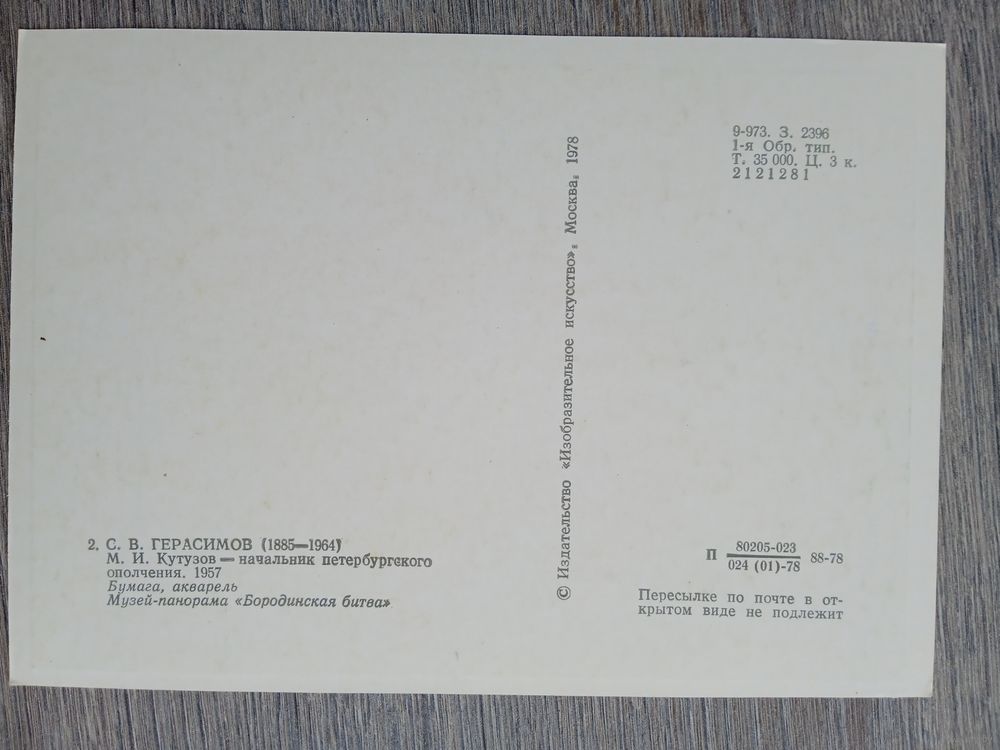 2. С. В. ГЕРАСИМОВ (1885—1964)
М. И. Кутузов — начальник петербургского
ополчения. 1957
Бумага, акварель
Музей-панорама «Бородинская битва»
© Издательство «Изобразительное искусство». Москва. 1978
9-973. З. 2396
1-я Обр. тип.
Т. 35 000. Ц. 3 к.
2121281
П 80205-023 88-78
024 (01)-78
Пересылке по почте в от-
крытом виде не подлежит